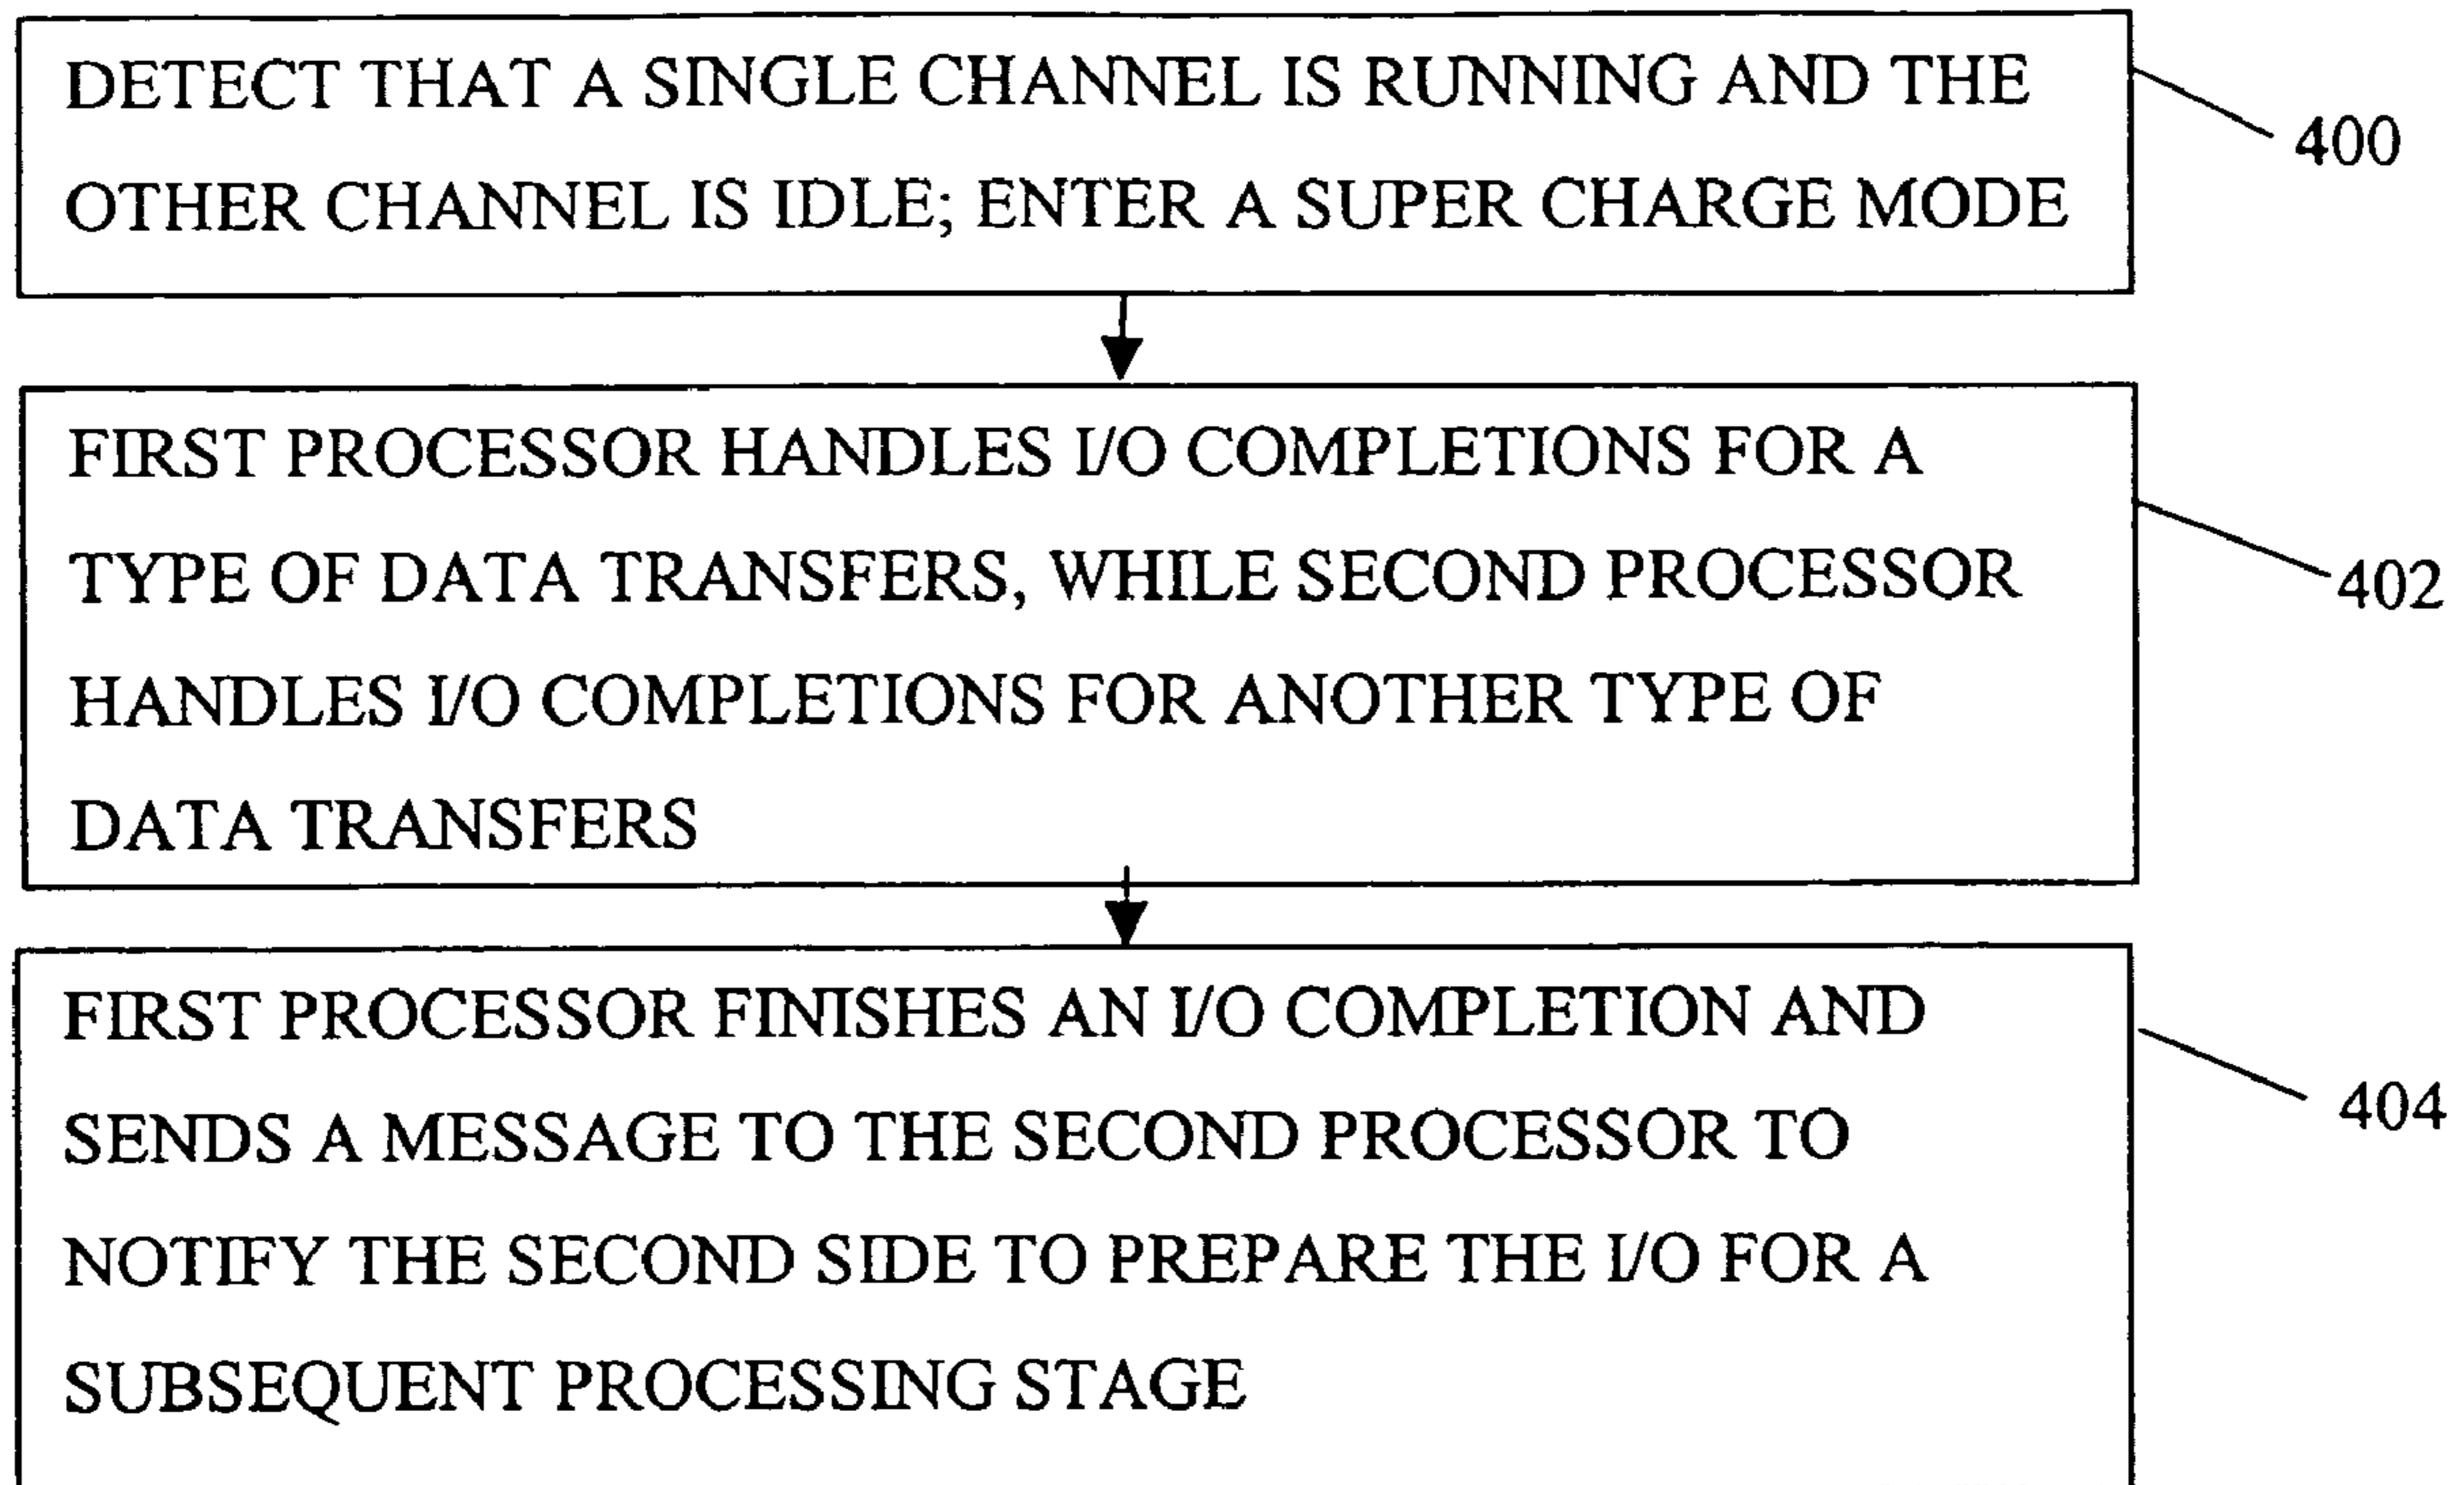 DETECT THAT A SINGLE CHANNEL IS RUNNING AND THE
OTHER CHANNEL IS IDLE; ENTER A SUPER CHARGE MODE
400
FIRST PROCESSOR HANDLES I/O COMPLETIONS FOR A
TYPE OF DATA TRANSFERS, WHILE SECOND PROCESSOR
HANDLES I/O COMPLETIONS FOR ANOTHER TYPE OF
DATA TRANSFERS
402
FIRST PROCESSOR FINISHES AN I/O COMPLETION AND
SENDS A MESSAGE TO THE SECOND PROCESSOR TO
NOTIFY THE SECOND SIDE TO PREPARE THE I/O FOR A
SUBSEQUENT PROCESSING STAGE
404